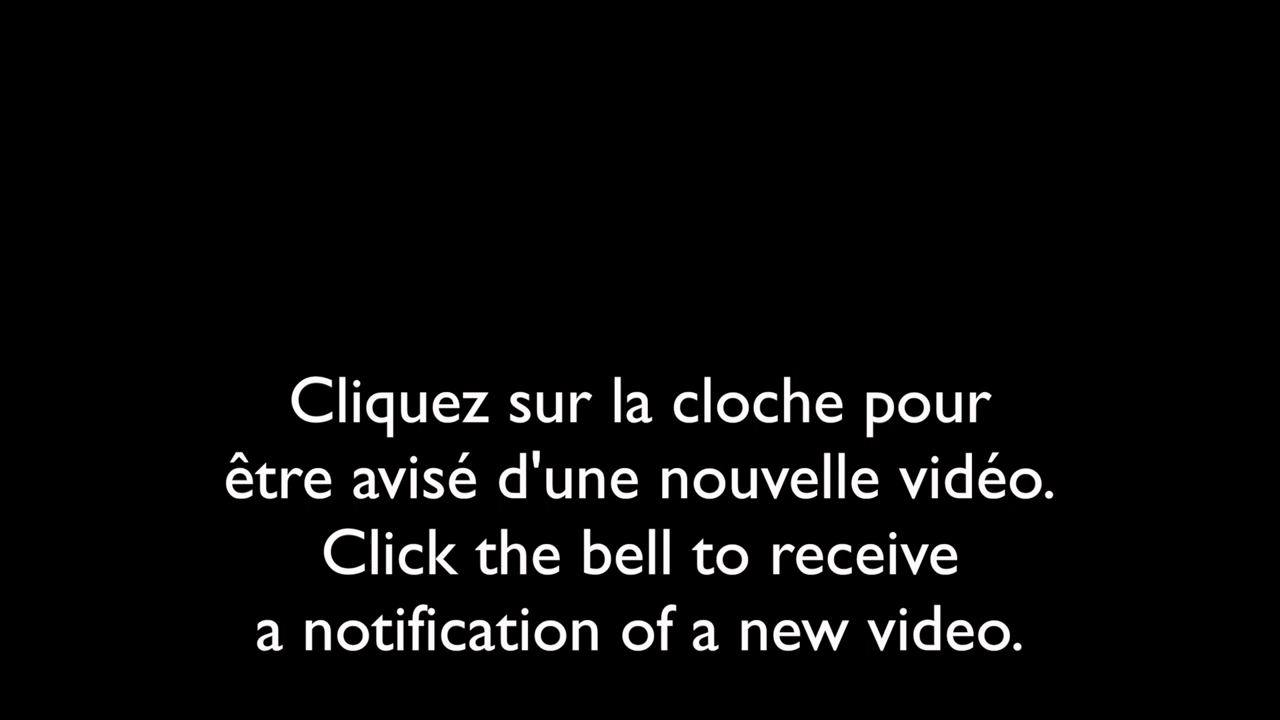 Cliquez sur la cloche pour
être avisé d'une nouvelle vidéo.
Click the bell to receive
a notification of a new video.